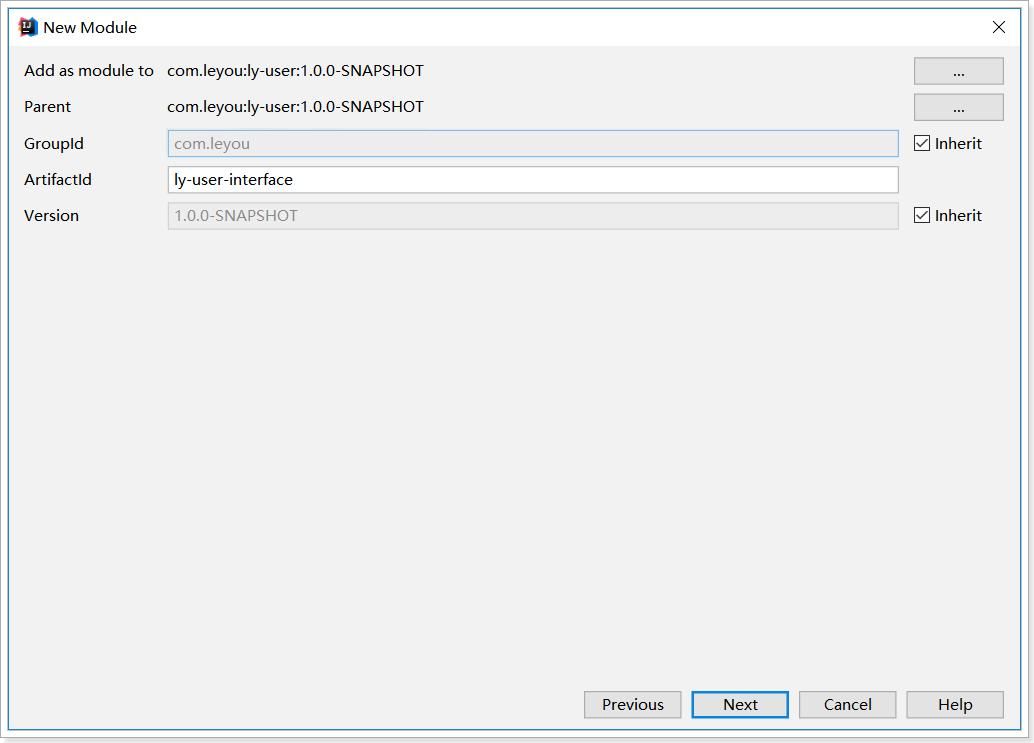 New Module
Add as module to com.leyou:ly-user:1.0.0-SNAPSHOT ...
Parent com.leyou:ly-user:1.0.0-SNAPSHOT ...
GroupId com.leyou Inherit
ArtifactId ly-user-interface
Version 1.0.0-SNAPSHOT Inherit
Previous Next Cancel Help